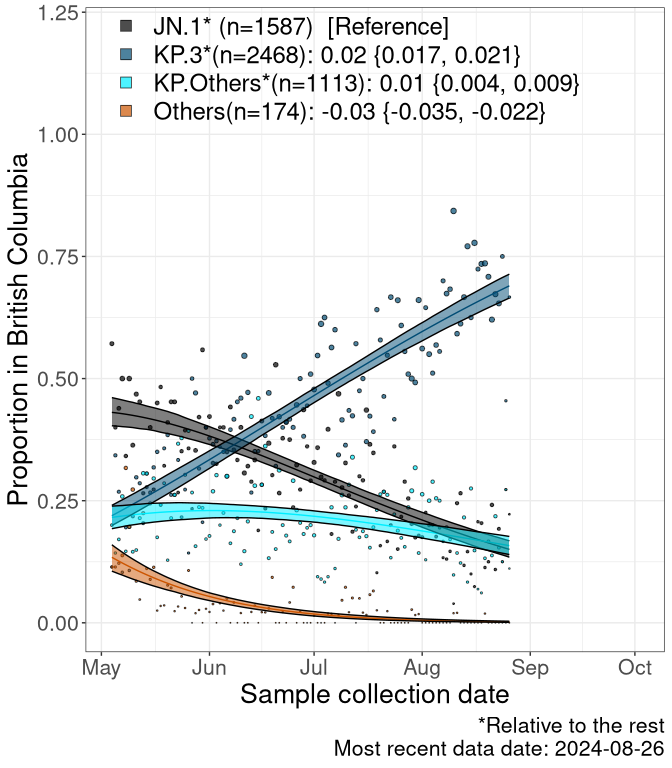 JN.1* (n=1587)  [Reference]
KP.3*(n=2468): 0.02 {0.017, 0.021}
KP.Others*(n=1113): 0.01 {0.004, 0.009}
Others(n=174): -0.03 {-0.035, -0.022}
Proportion in British Columbia
1.25
1.00
0.75
0.50
0.25
0.00
May Jun Jul Aug Sep Oct
Sample collection date
*Relative to the rest
Most recent data date: 2024-08-26